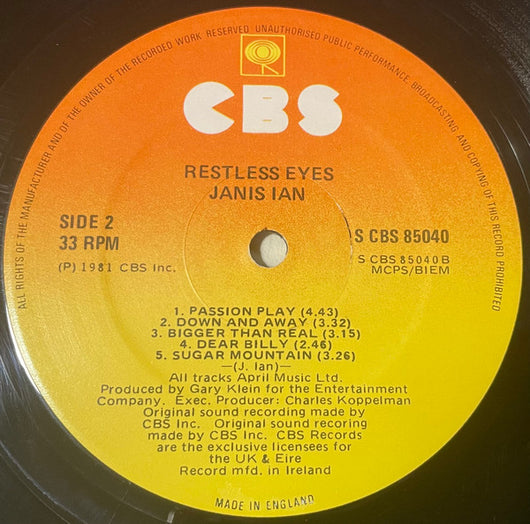 ALL RIGHTS OF THE MANUFACTURER AND OF THE OWNER OF THE RECORDED WORK RESERVED. UNAUTHORISED PUBLIC PERFORMANCE, BROADCASTING AND COPYING OF THIS RECORD PROHIBITED
CBS
RESTLESS EYES
JANIS IAN
SIDE 2
33 RPM
(P) 1981 CBS Inc.
S CBS 85040
S CBS 85040B
MCPS/BIEM
1. PASSION PLAY (4.43)
2. DOWN AND AWAY (3.32)
3. BIGGER THAN REAL (3.15)
4. DEAR BILLY (2.46)
5. SUGAR MOUNTAIN (3.26)
—(J. Ian)—
All tracks April Music Ltd.
Produced by Gary Klein for the Entertainment
Company. Exec. Producer: Charles Koppelman
Original sound recording made by
CBS Inc. Original sound recoring
made by CBS Inc. CBS Records
are the exclusive licensees for
the UK & Eire
Record mfd. in Ireland
MADE IN ENGLAND